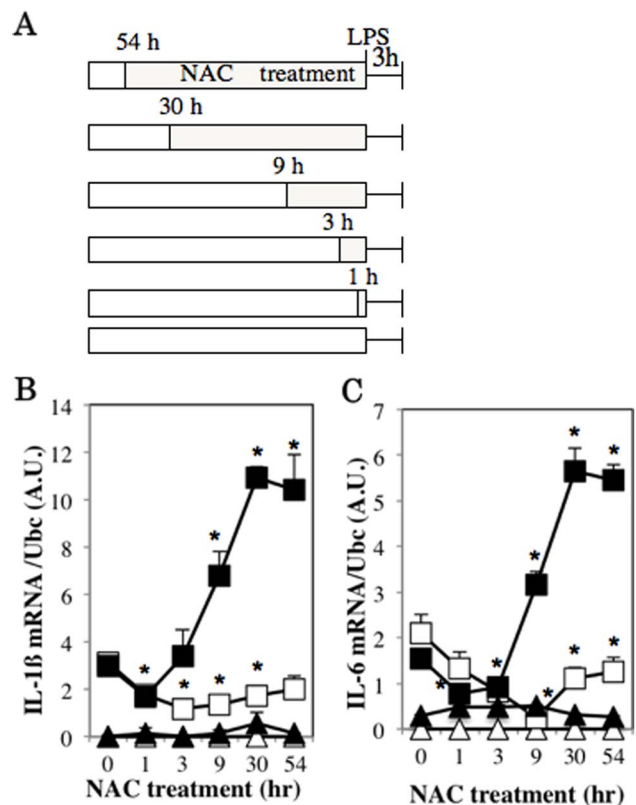 A
LPS
54 h
3h
NAC treatment
30 h
9 h
3 h
1 h
B
C
14
12
10
8
6
4
2
0
IL-1ß mRNA /Ubc (A.U.)
* * * * * * *
0 1 3 9 30 54
NAC treatment (hr)
7
6
5
4
3
2
1
0
IL-6 mRNA/Ubc (A.U.)
* * * * * * * *
0 1 3 9 30 54
NAC treatment (hr)